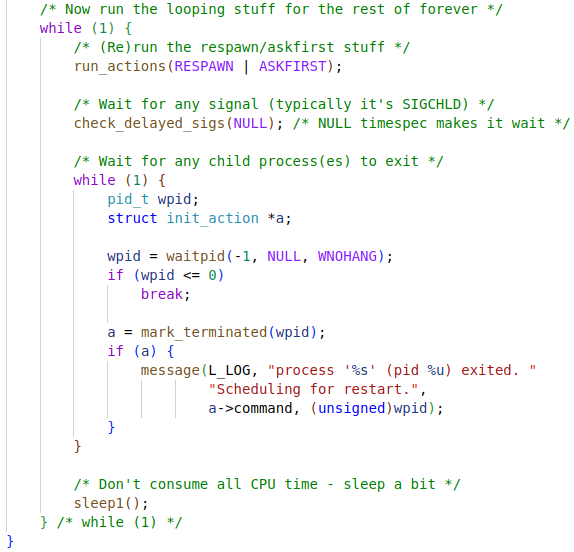 /* Now run the looping stuff for the rest of forever */
while (1) {
/* (Re)run the respawn/askfirst stuff */
run_actions(RESPAWN | ASKFIRST);
/* Wait for any signal (typically it's SIGCHLD) */
check_delayed_sigs(NULL); /* NULL timespec makes it wait */
/* Wait for any child process(es) to exit */
while (1) {
pid_t wpid;
struct init_action *a;
wpid = waitpid(-1, NULL, WNOHANG);
if (wpid <= 0)
break;
a = mark_terminated(wpid);
if (a) {
message(L_LOG, "process '%s' (pid %u) exited. "
"Scheduling for restart.",
a->command, (unsigned)wpid);
}
}
/* Don't consume all CPU time - sleep a bit */
sleep1();
} /* while (1) */
}